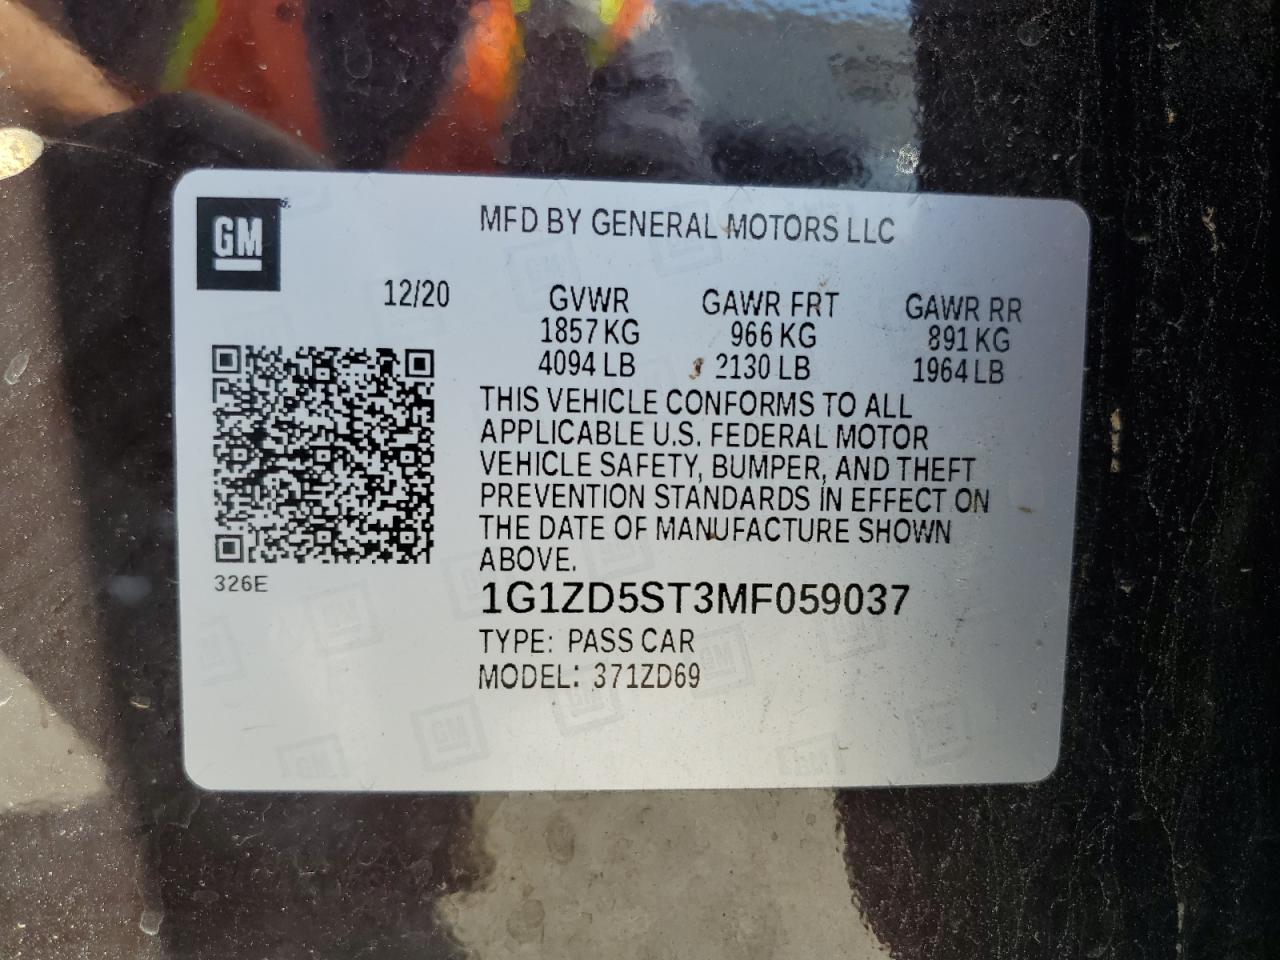 GM
MFD BY GENERAL MOTORS LLC
12/20
GVWR GAWR FRT GAWR RR
1857 KG 966 KG 891 KG
4094 LB 2130 LB 1964 LB
THIS VEHICLE CONFORMS TO ALL
APPLICABLE U.S. FEDERAL MOTOR
VEHICLE SAFETY, BUMPER, AND THEFT
PREVENTION STANDARDS IN EFFECT ON
THE DATE OF MANUFACTURE SHOWN
ABOVE.
326E
1G1ZD5ST3MF059037
TYPE: PASS CAR
MODEL: 371ZD69